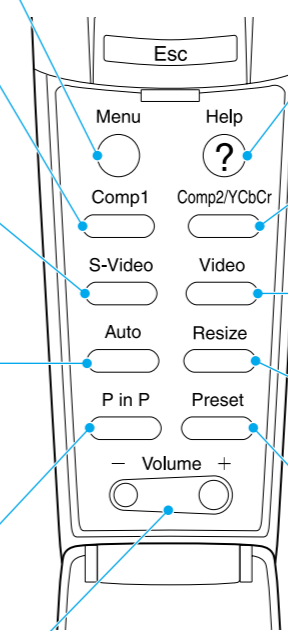 Esc
Menu Help
?
Comp1 Comp2/YCbCr
S-Video Video
Auto Resize
P in P Preset
− Volume +